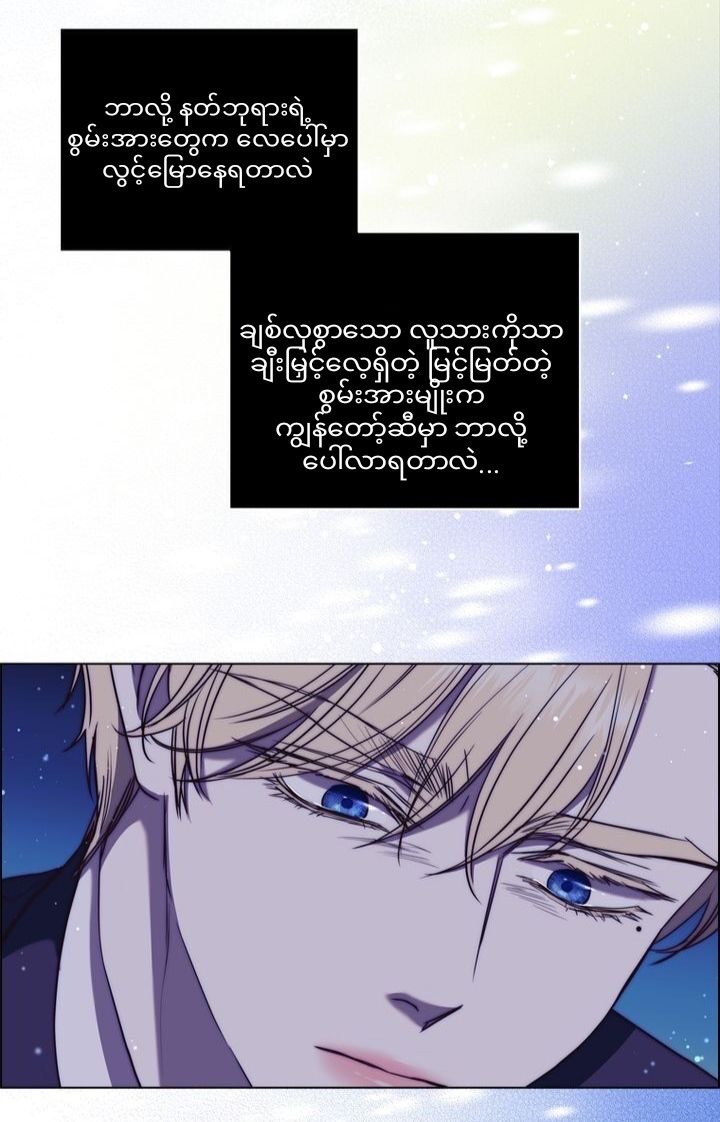 ဘာလို့ နတ်ဘုရားရဲ့
စွမ်းအားတွေက လေပေါ်မှာ
လွင့်မြောနေရတာလဲ
ချစ်လှစွာသော လူသားကိုသာ
ချီးမြှင့်လေ့ရှိတဲ့ မြင့်မြတ်တဲ့
စွမ်းအားမျိုးက
ကျွန်တော့်ဆီမှာ ဘာလို့
ပေါ်လာရတာလဲ...